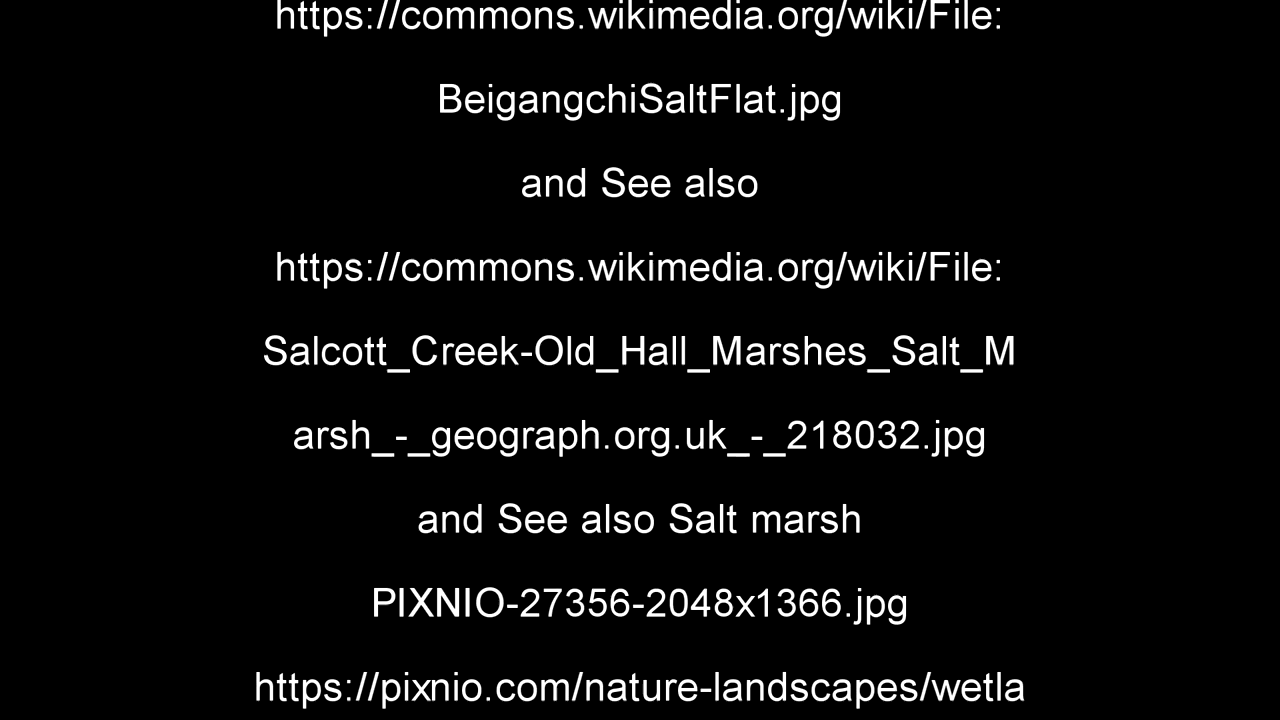 https://commons.wikimedia.org/wiki/File:
BeigangchiSaltFlat.jpg
and See also
https://commons.wikimedia.org/wiki/File:
Salcott_Creek-Old_Hall_Marshes_Salt_M
arsh_-_geograph.org.uk_-_218032.jpg
and See also Salt marsh
PIXNIO-27356-2048x1366.jpg
https://pixnio.com/nature-landscapes/wetla